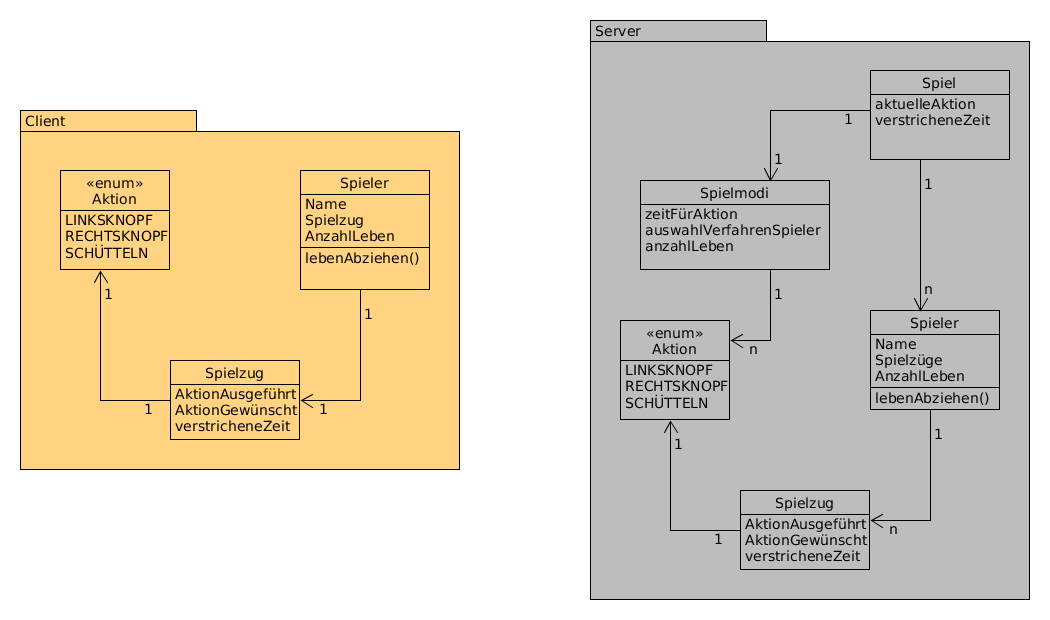 Client
«enum»
Aktion
LINKSKNOPF
RECHTSKNOPF
SCHÜTTELN
Spieler
Name
Spielzug
AnzahlLeben
lebenAbziehen()
1
1
Spielzug
AktionAusgeführt
AktionGewünscht
verstricheneZeit
1
1
Server
Spiel
aktuelleAktion
verstricheneZeit
1
1
Spielmodi
zeitFürAktion
auswahlVerfahrenSpieler
anzahlLeben
1
n
1
n
«enum»
Aktion
LINKSKNOPF
RECHTSKNOPF
SCHÜTTELN
Spieler
Name
Spielzüge
AnzahlLeben
lebenAbziehen()
1
1
Spielzug
AktionAusgeführt
AktionGewünscht
verstricheneZeit
1
n